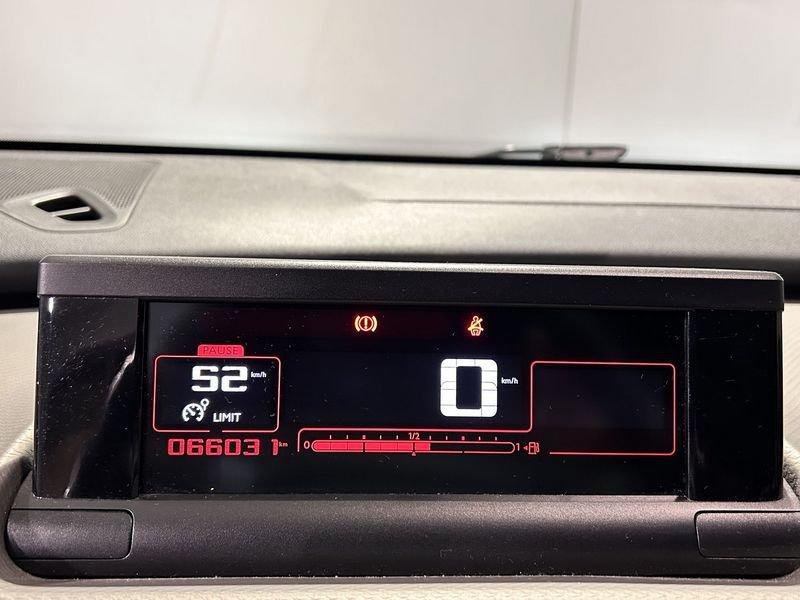 PAUSE
52 km/h
LIMIT
0 km/h
066031 km
0 1/2 1